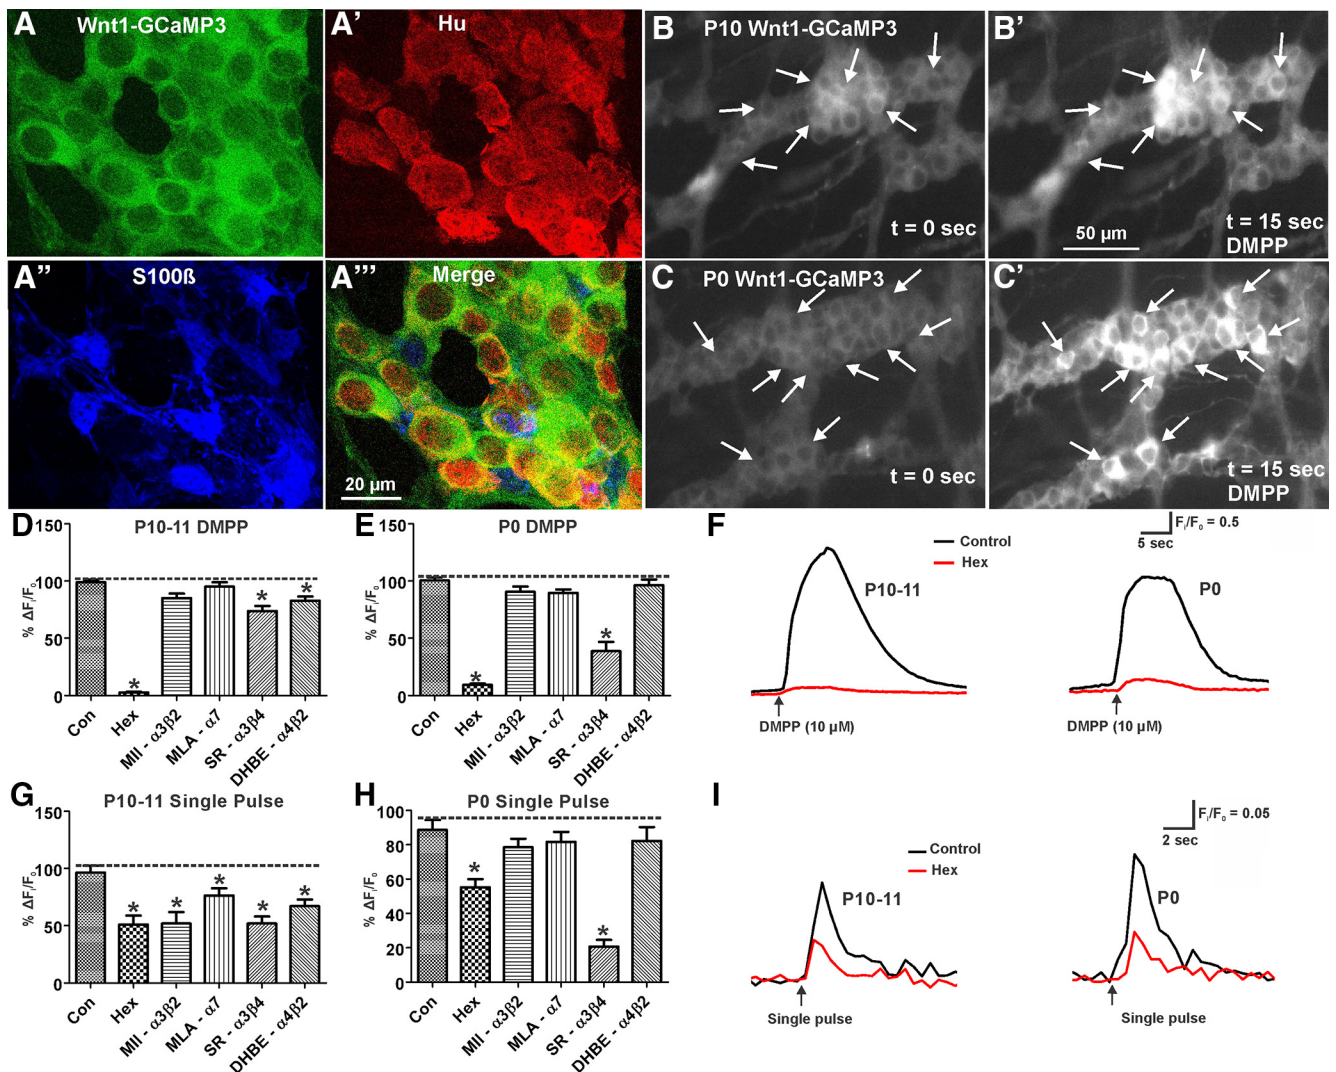 A
Wnt1-GCaMP3
A'
Hu
B
P10 Wnt1-GCaMP3
t = 0 sec
B'
50 µm
t = 15 sec
DMPP
A''
S100ß
A'''
Merge
20 µm
C
P0 Wnt1-GCaMP3
t = 0 sec
C'
t = 15 sec
DMPP
D
P10-11 DMPP
% ΔFᵢ/F₀
150
100
50
0
* * *
Con
Hex
MII - α3β2
MLA - α7
SR - α3β4
DHBE - α4β2
E
P0 DMPP
% ΔFᵢ/F₀
150
100
50
0
* *
Con
Hex
MII - α3β2
MLA - α7
SR - α3β4
DHBE - α4β2
F
Control
Hex
Fᵢ/F₀ = 0.5
5 sec
P10-11
P0
DMPP (10 µM)
DMPP (10 µM)
G
P10-11 Single Pulse
% ΔFᵢ/F₀
150
100
50
0
* * * * *
Con
Hex
MII - α3β2
MLA - α7
SR - α3β4
DHBE - α4β2
H
P0 Single Pulse
% ΔFᵢ/F₀
100
80
60
40
20
0
* *
Con
Hex
MII - α3β2
MLA - α7
SR - α3β4
DHBE - α4β2
I
Control
Hex
Fᵢ/F₀ = 0.05
2 sec
P10-11
P0
Single pulse
Single pulse